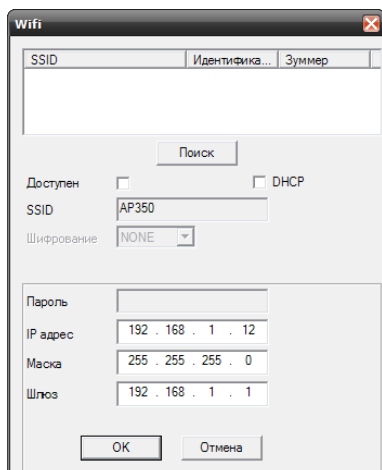 Wifi
SSID Идентифика... Зуммер
Поиск
Доступен DHCP
SSID AP350
Шифрование NONE
Пароль
IP адрес 192 . 168 . 1 . 12
Маска 255 . 255 . 255 . 0
Шлюз 192 . 168 . 1 . 1
OK Отмена